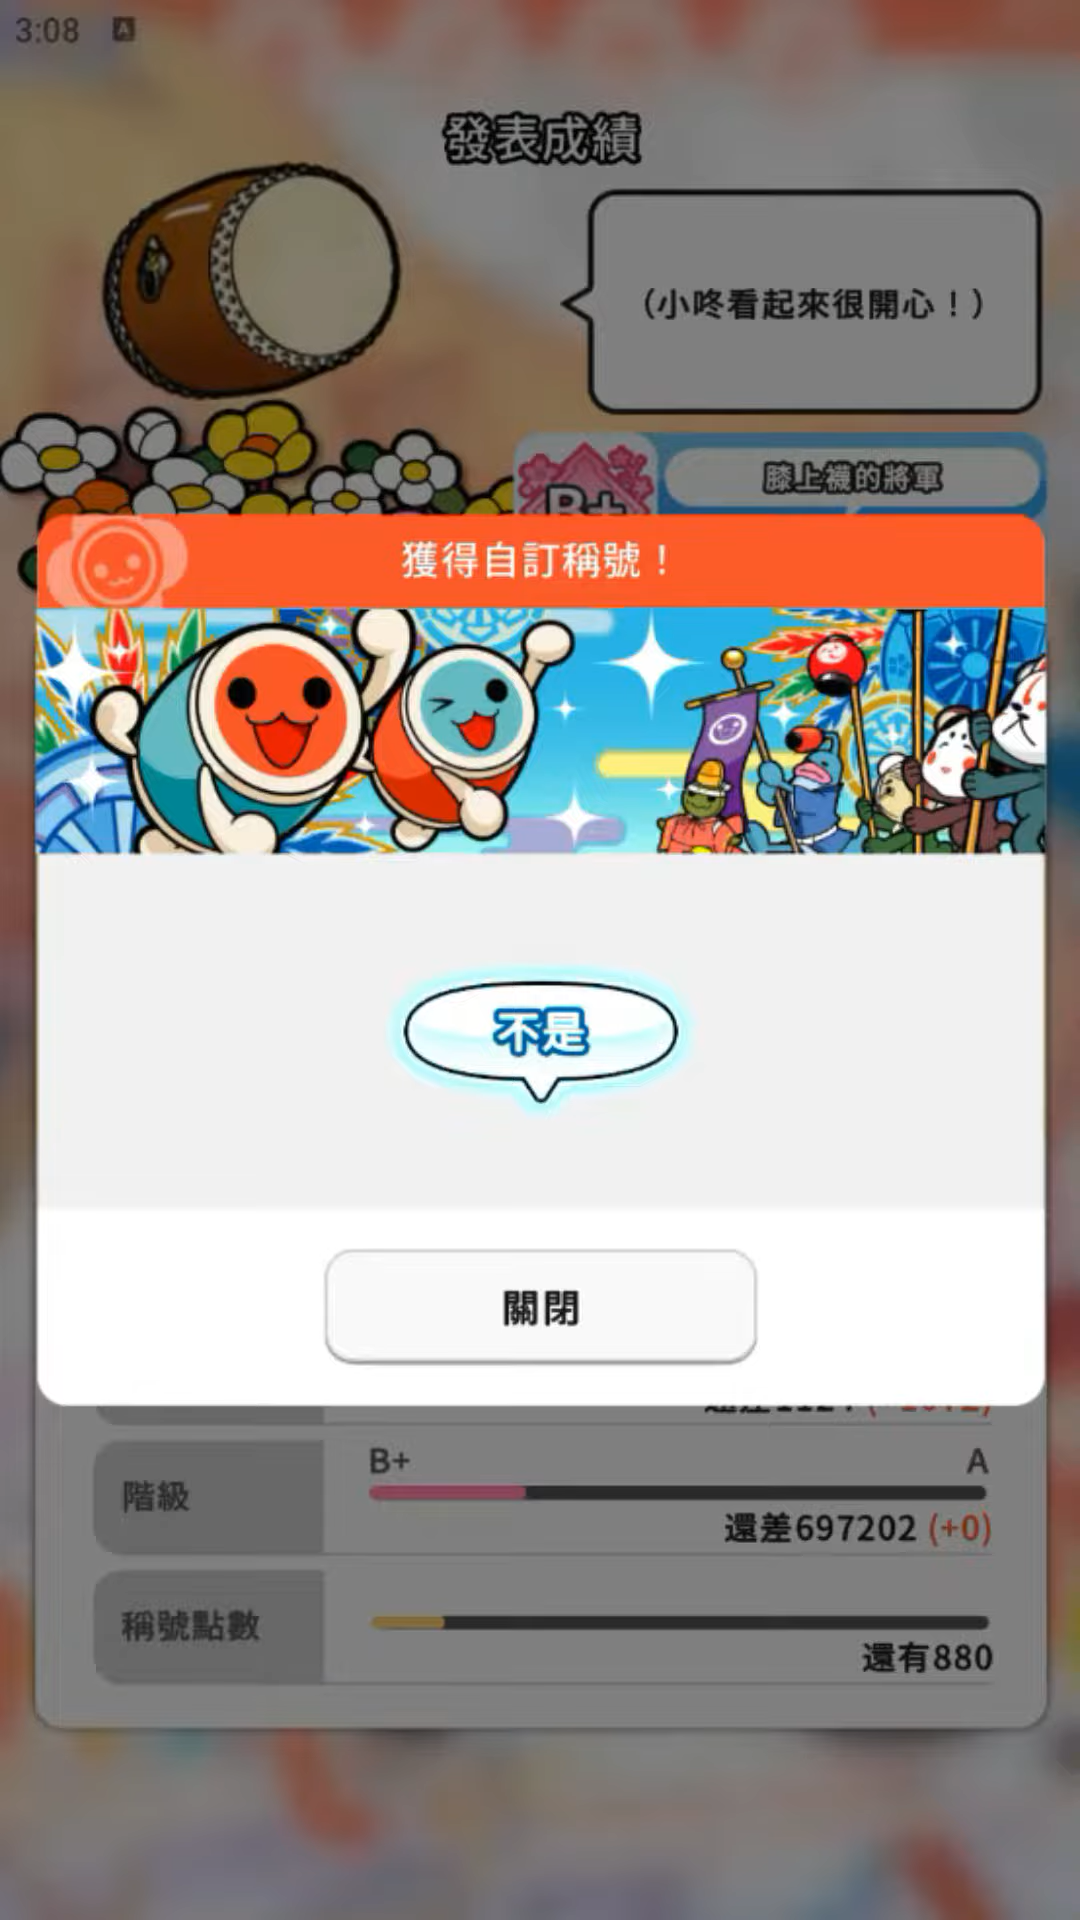 3:08 A
發表成績
（小咚看起來很開心！）
B+
膝上襪的將軍
獲得自訂稱號！
不是
關閉
階級
B+
A
還差697202 (+0)
稱號點數
還有880